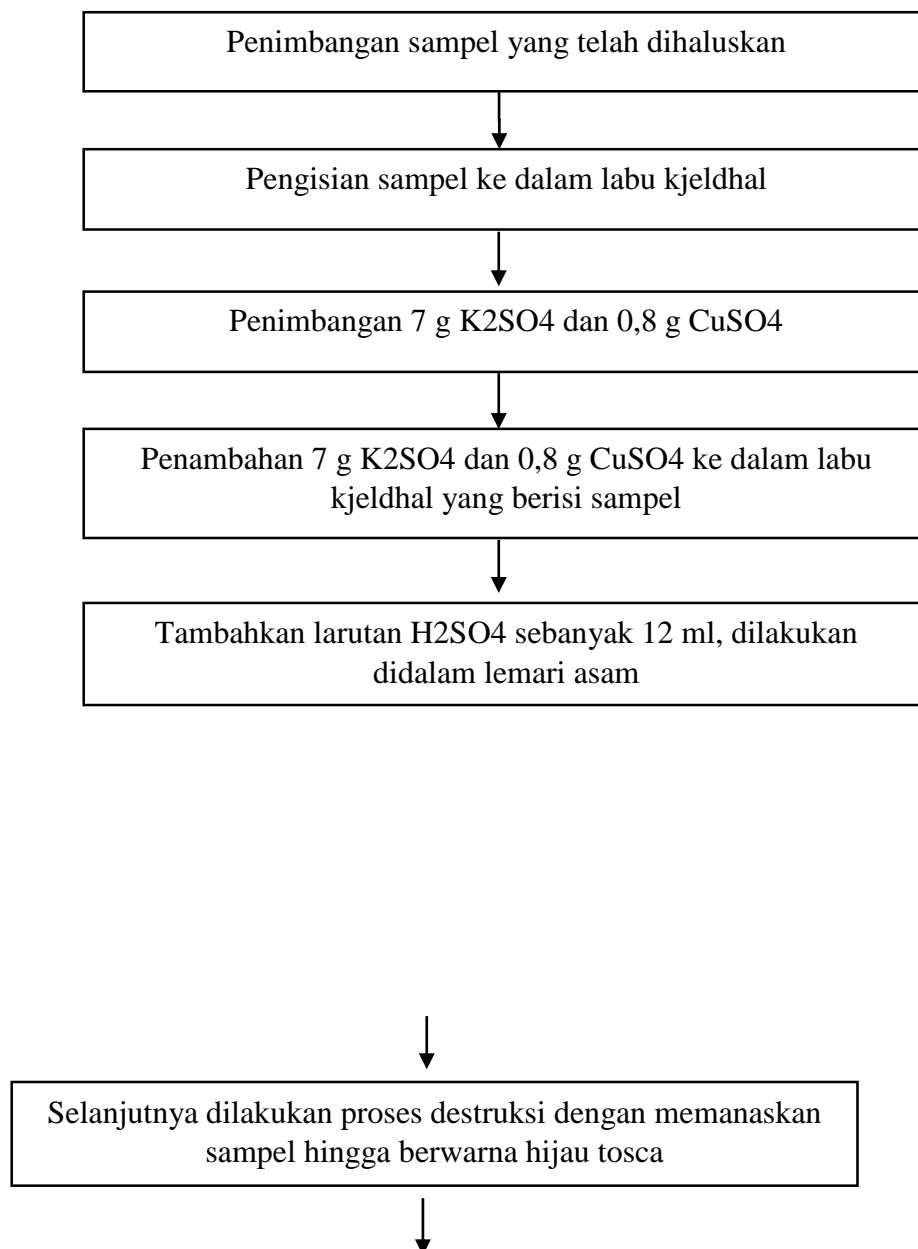 Penimbangan sampel yang telah dihaluskan
Pengisian sampel ke dalam labu kjeldhal
Penimbangan 7 g K2SO4 dan 0,8 g CuSO4
Penambahan 7 g K2SO4 dan 0,8 g CuSO4 ke dalam labu
kjeldhal yang berisi sampel
Tambahkan larutan H2SO4 sebanyak 12 ml, dilakukan
didalam lemari asam
Selanjutnya dilakukan proses destruksi dengan memanaskan
sampel hingga berwarna hijau tosca